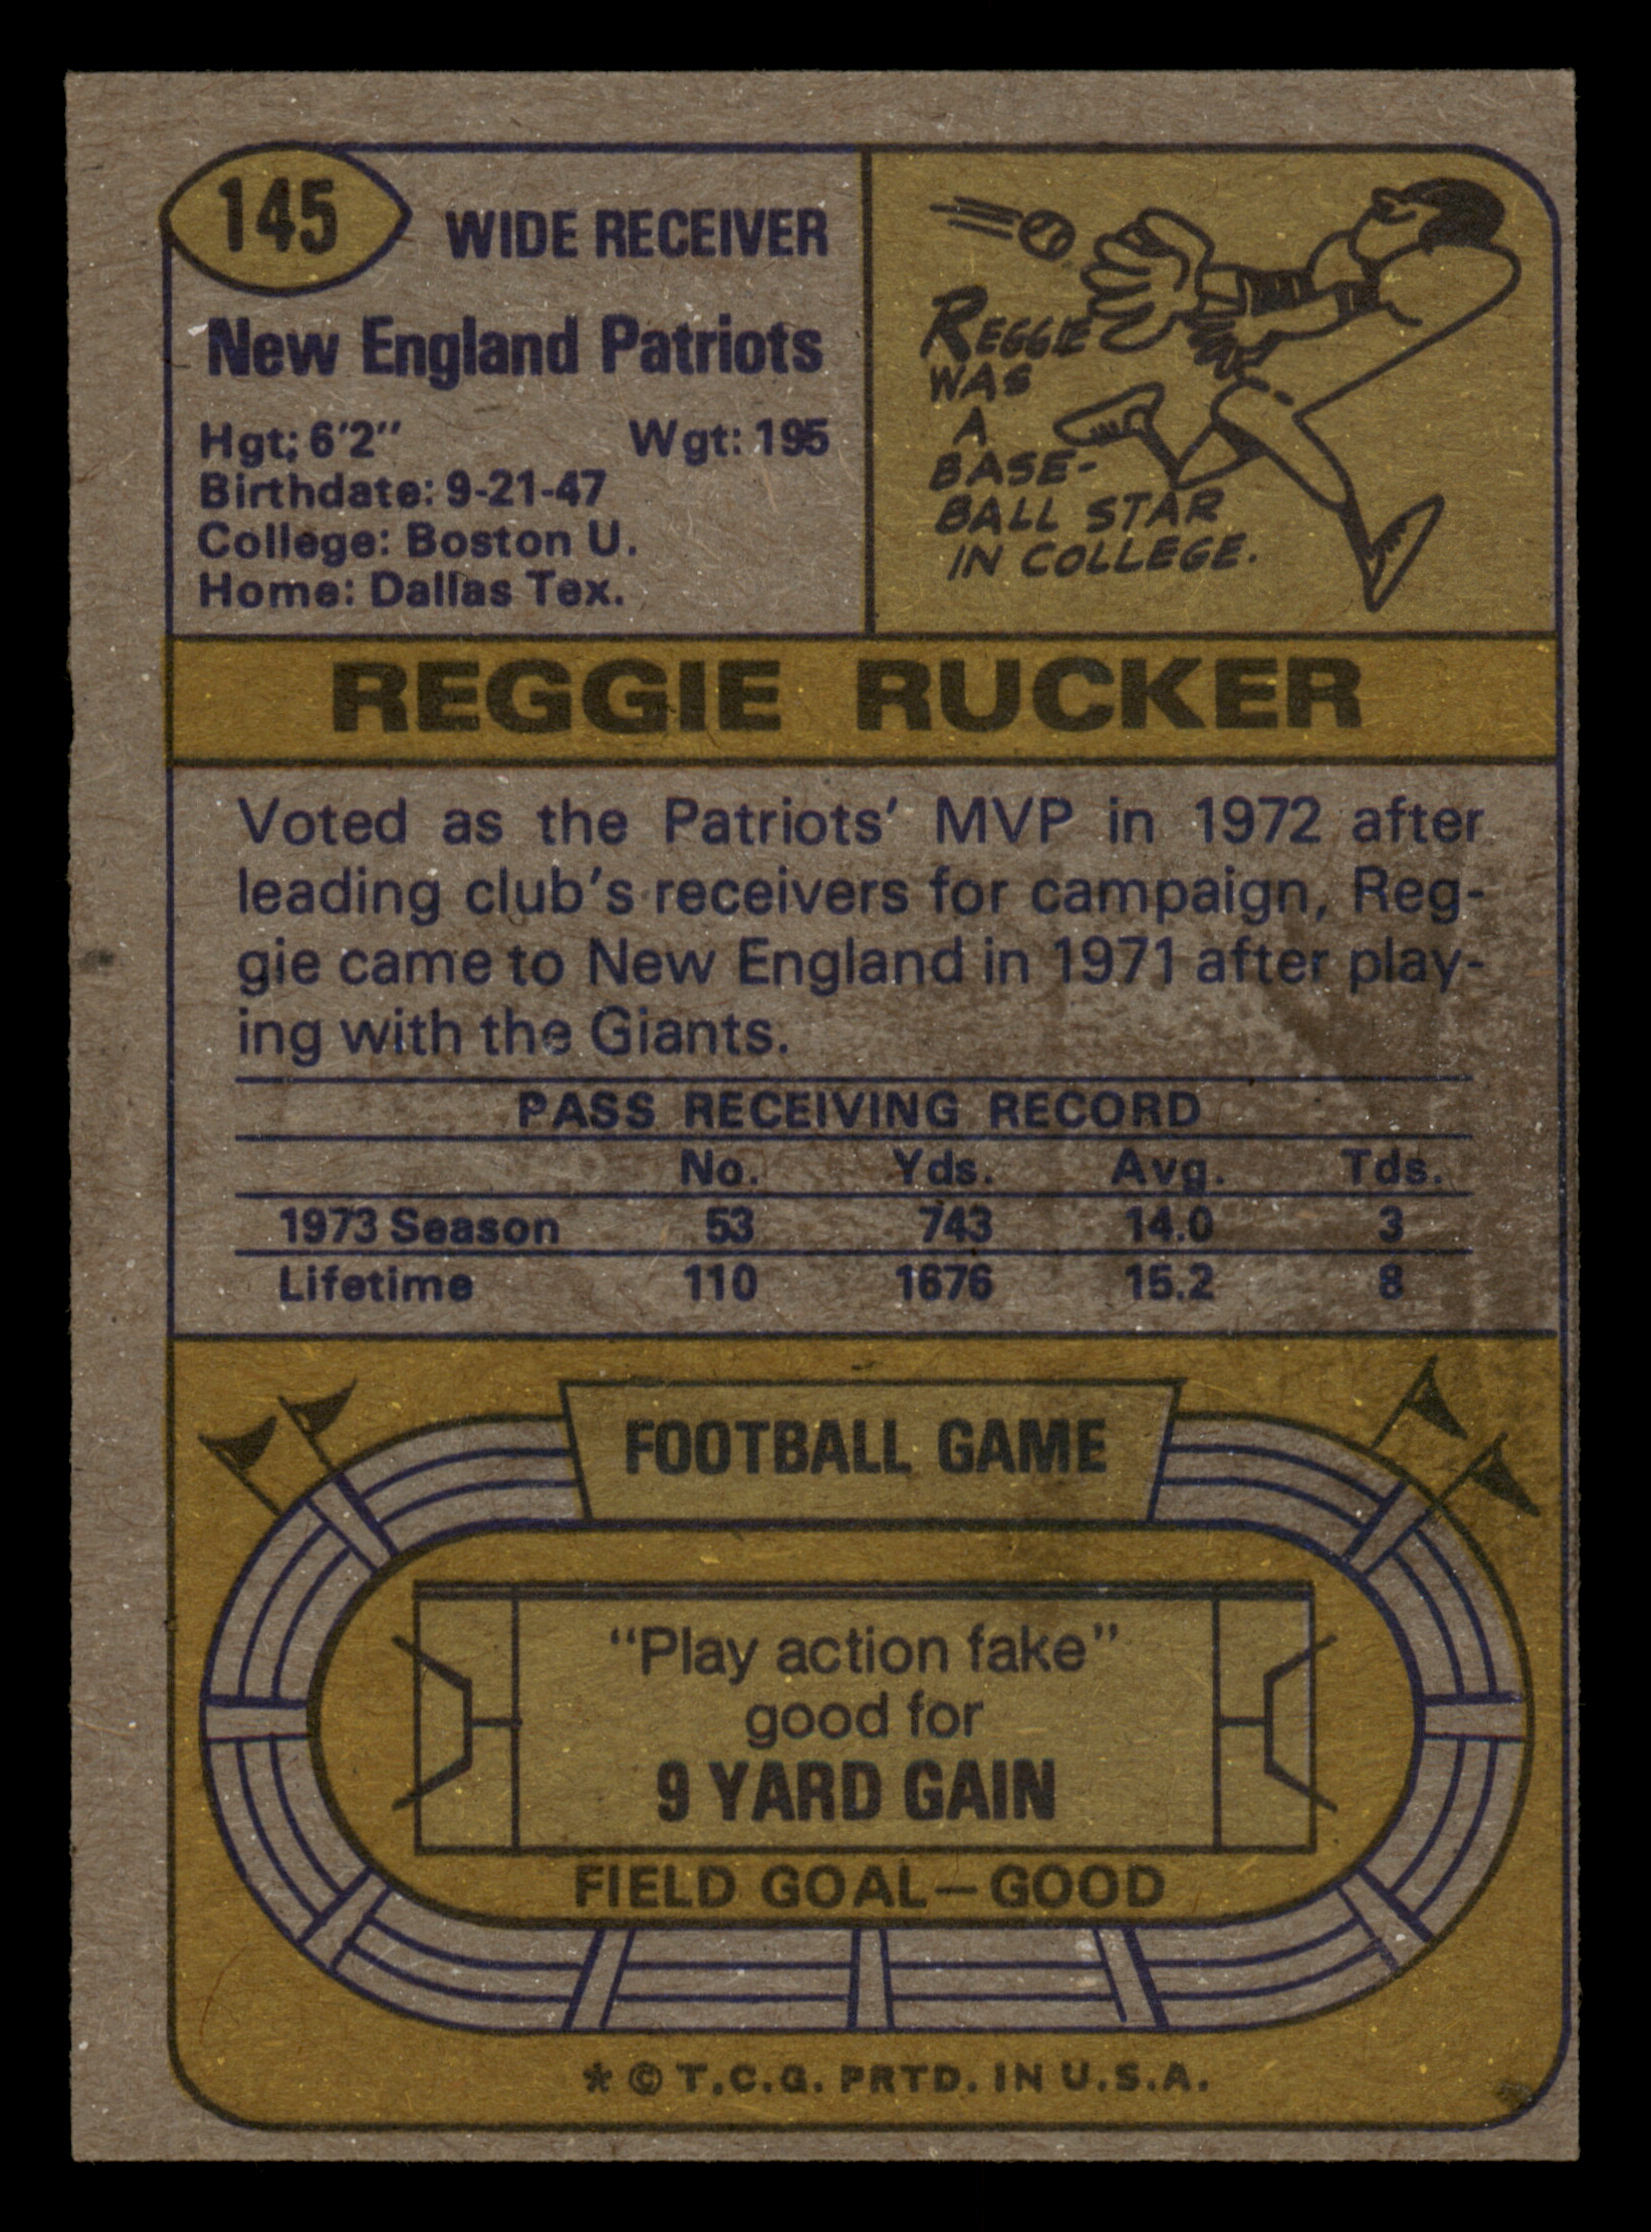 145
WIDE RECEIVER
New England Patriots
Hgt; 6'2" Wgt: 195
Birthdate: 9-21-47
College: Boston U.
Home: Dallas Tex.
REGGIE
WAS
A
BASE-
BALL STAR
IN COLLEGE.
REGGIE RUCKER
Voted as the Patriots' MVP in 1972 after
leading club's receivers for campaign, Reg-
gie came to New England in 1971 after play-
ing with the Giants.
PASS RECEIVING RECORD
No. Yds. Avg. Tds.
1973 Season 53 743 14.0 3
Lifetime 110 1676 15.2 8
FOOTBALL GAME
"Play action fake"
good for
9 YARD GAIN
FIELD GOAL—GOOD
* © T.C.G. PRTD. IN U.S.A.